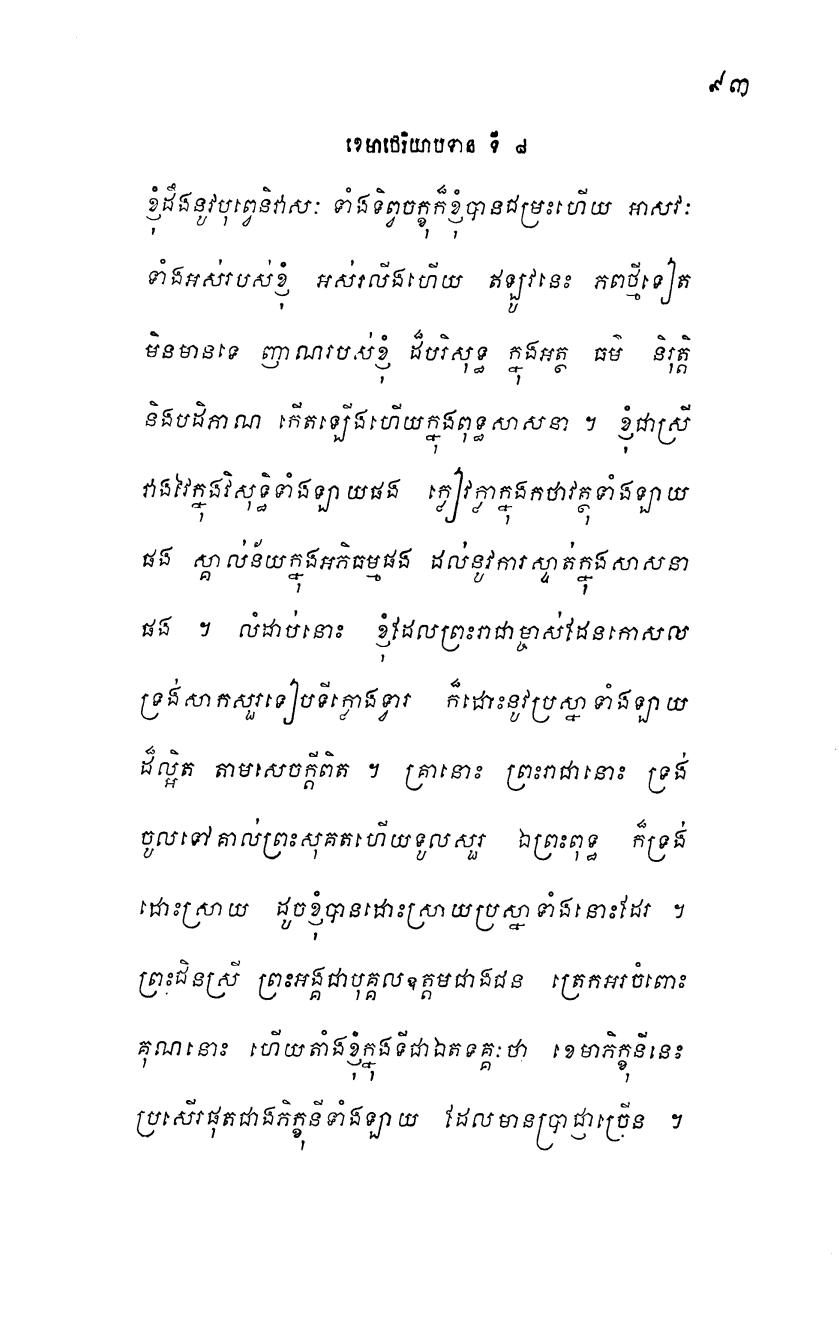 ៩៣
ខេមាថេរិយាបទាន ទី ៨
ខ្ញុំដឹងនូវបុព្វេនិវាសៈ ទាំងទិព្វចក្ខុក៏ខ្ញុំបានជម្រះហើយ អាសវៈ
ទាំងអស់របស់ខ្ញុំ អស់រលីងហើយ ឥឡូវនេះ ភពថ្មីទៀត
មិនមានទេ ញាណរបស់ខ្ញុំ ដ៏បរិសុទ្ធ ក្នុងអត្ថ ធម៌ និរុត្តិ
និងបដិភាណ កើតឡើងហើយក្នុងពុទ្ធសាសនា ។ ខ្ញុំជាស្រី
វាងវៃក្នុងវិសុទ្ធិទាំងឡាយផង ក្លៀវក្លាក្នុងកថាវត្ថុទាំងឡាយ
ផង ស្គាល់ន័យក្នុងអភិធម្មផង ដល់នូវការស្ទាត់ក្នុងសាសនា
ផង ។ លំដាប់នោះ ខ្ញុំដែលព្រះរាជាម្ចាស់ដែនកោសល
ទ្រង់សាកសួរទៀបទីក្លោងទ្វារ ក៏ដោះនូវប្រស្នាទាំងឡាយ
ដ៏ល្អិត តាមសេចក្តីពិត ។ គ្រានោះ ព្រះរាជានោះ ទ្រង់
ចូលទៅគាល់ព្រះសុគតហើយទូលសួរ ឯព្រះពុទ្ធ ក៏ទ្រង់
ដោះស្រាយ ដូចខ្ញុំបានដោះស្រាយប្រស្នាទាំងនោះដែរ ។
ព្រះជិនស្រី ព្រះអង្គជាបុគ្គលឧត្តមជាងជន ត្រេកអរចំពោះ
គុណនោះ ហើយតាំងខ្ញុំក្នុងទីជាឯតទគ្គៈថា ខេមាភិក្ខុនីនេះ
ប្រសើរផុតជាងភិក្ខុនីទាំងឡាយ ដែលមានប្រាជ្ញាច្រើន ។